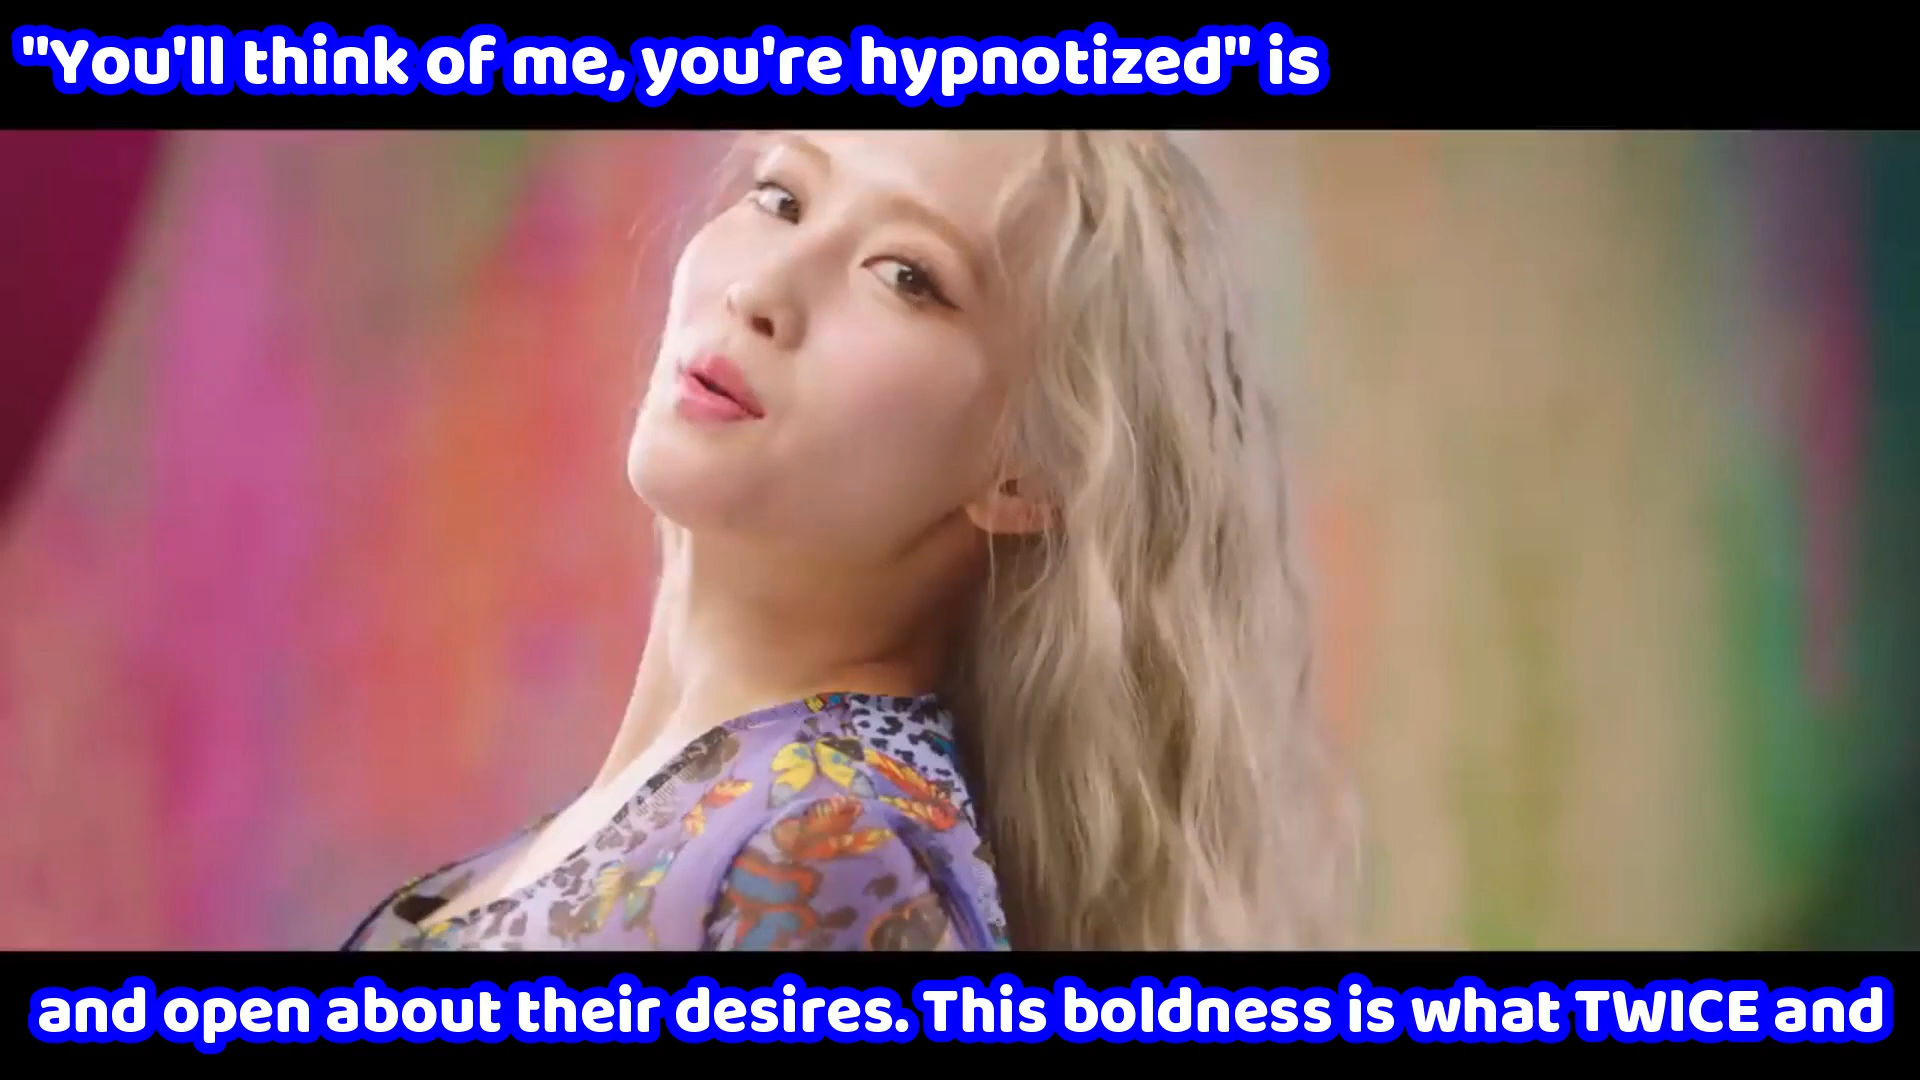 "You'll think of me, you're hypnotized" is
and open about their desires. This boldness is what TWICE and